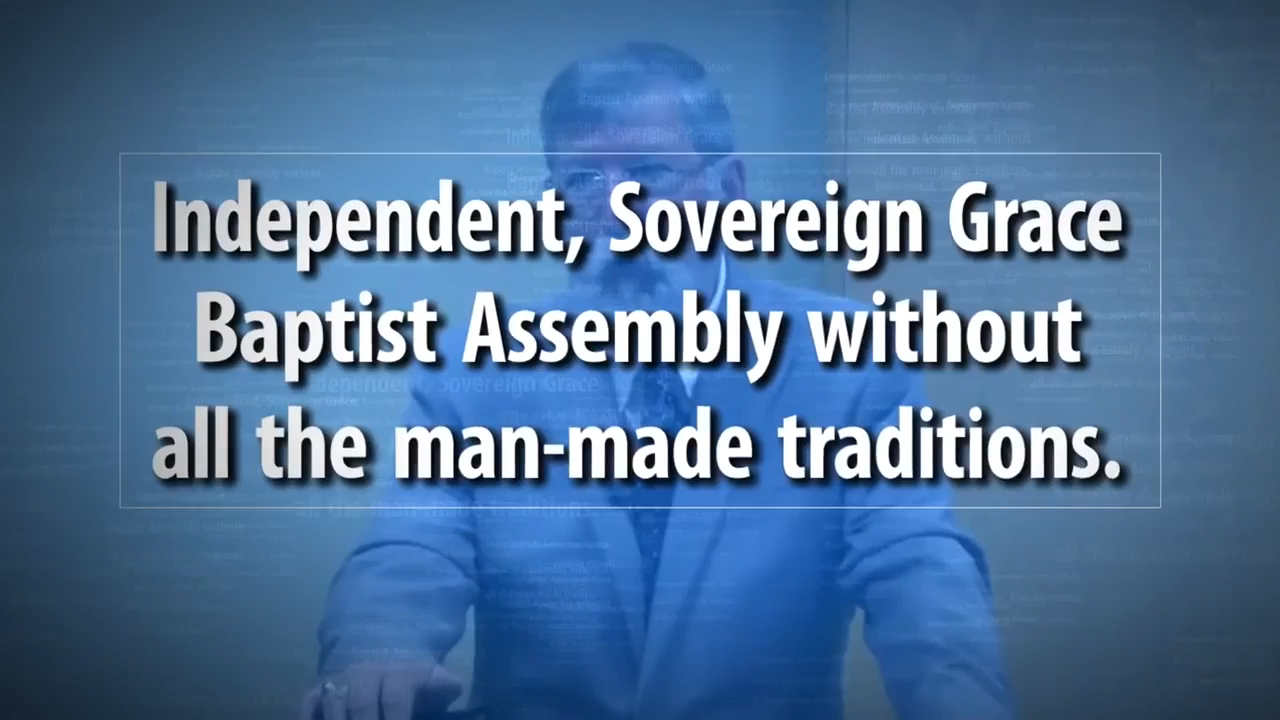 Independent, Sovereign Grace
Baptist Assembly without
all the man-made traditions.